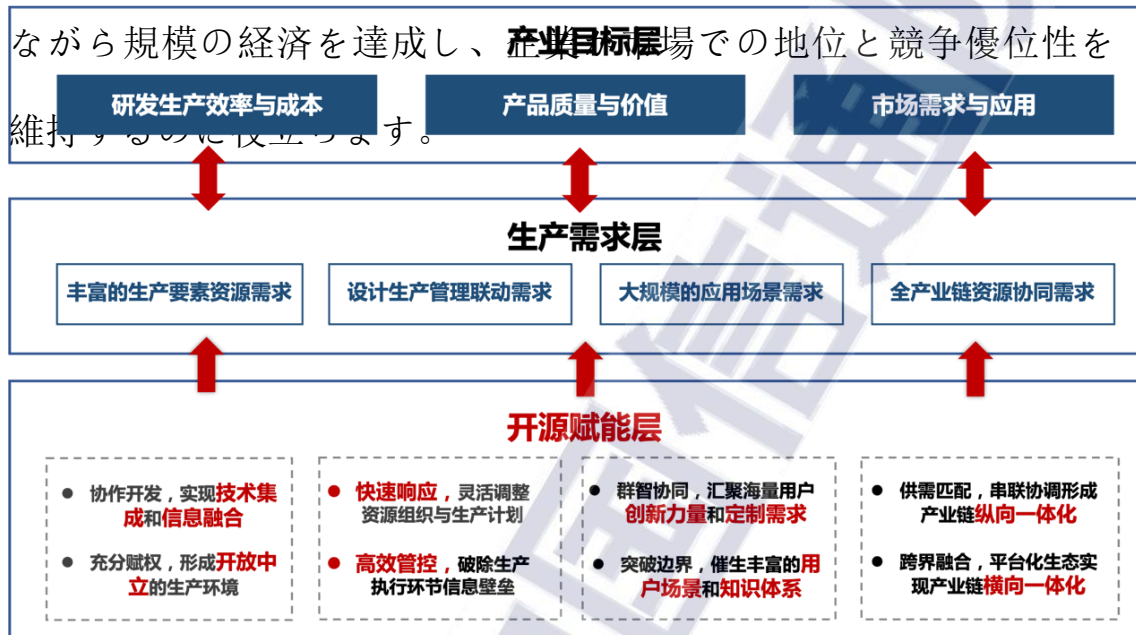 ながら規模の経済を達成し、企業が市場での地位と競争優位性を
产业目标层
研发生产效率与成本
产品质量与价值
市场需求与应用
維持するのに役立ちます。
生产需求层
丰富的生产要素资源需求
设计生产管理联动需求
大规模的应用场景需求
全产业链资源协同需求
开源赋能层
● 协作开发，实现技术集
成和信息融合
● 充分赋权，形成开放中
立的生产环境
● 快速响应，灵活调整
资源组织与生产计划
● 高效管控，破除生产
执行环节信息壁垒
● 群智协同，汇聚海量用户
创新力量和定制需求
● 突破边界，催生丰富的用
户场景和知识体系
● 供需匹配，串联协调形成
产业链纵向一体化
● 跨界融合，平台化生态实
现产业链横向一体化